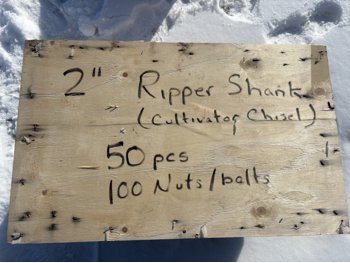 2" Ripper Shank
(Cultivator Chisel)
50 pcs
100 Nuts/bolts